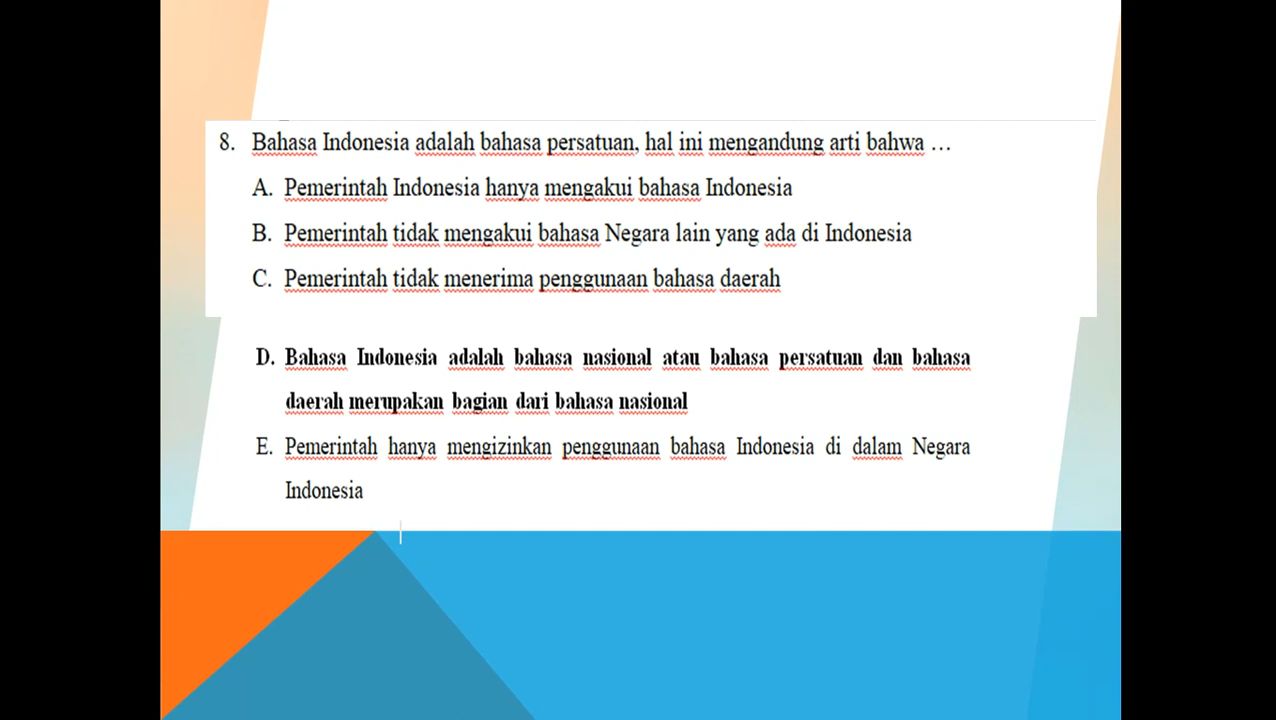 8. Bahasa Indonesia adalah bahasa persatuan, hal ini mengandung arti bahwa …
A. Pemerintah Indonesia hanya mengakui bahasa Indonesia
B. Pemerintah tidak mengakui bahasa Negara lain yang ada di Indonesia
C. Pemerintah tidak menerima penggunaan bahasa daerah
D. Bahasa Indonesia adalah bahasa nasional atau bahasa persatuan dan bahasa
daerah merupakan bagian dari bahasa nasional
E. Pemerintah hanya mengizinkan penggunaan bahasa Indonesia di dalam Negara
Indonesia